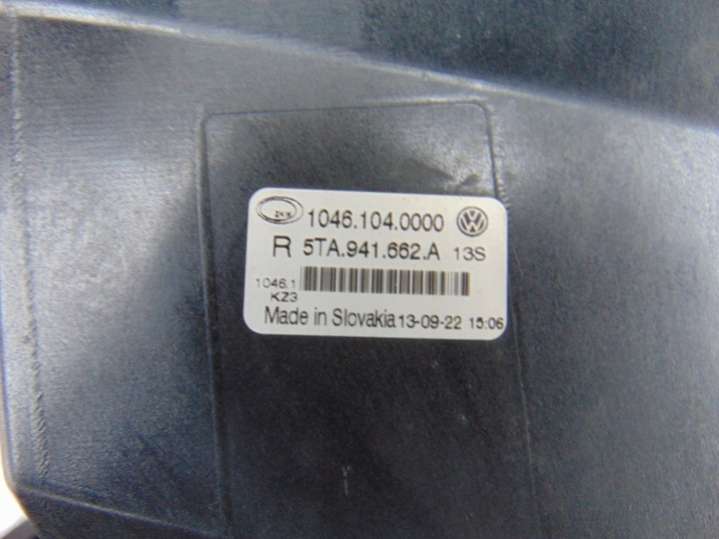 1046.104.0000
R 5TA.941.662.A 13S
1046.1
KZ3
Made in Slovakia 13-09-22 15:06